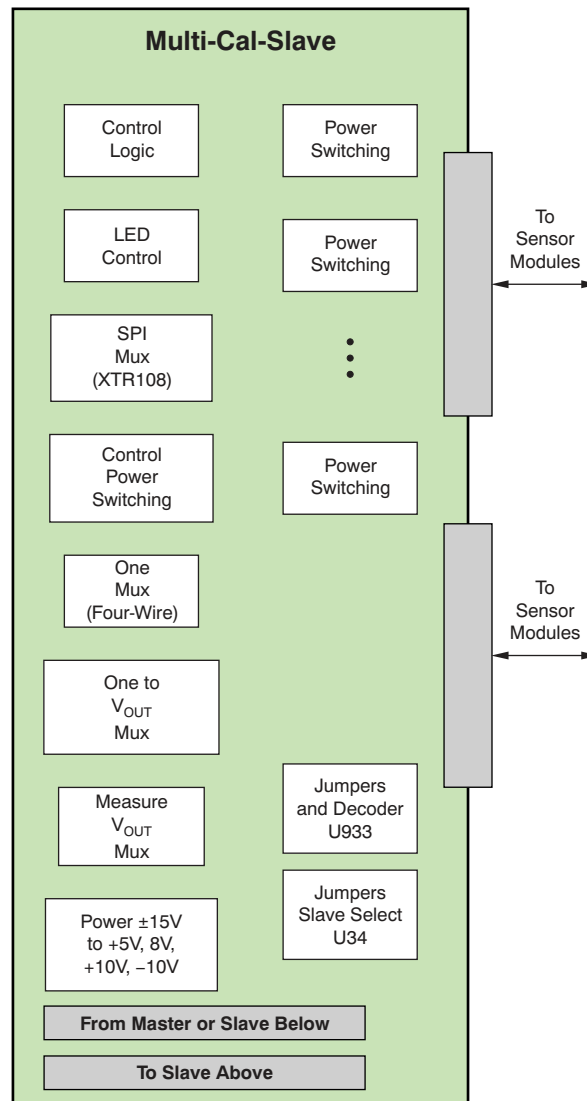 Multi-Cal-Slave
Control
Logic
Power
Switching
LED
Control
Power
Switching
SPI
Mux
(XTR108)
Control
Power
Switching
Power
Switching
One
Mux
(Four-Wire)
One to
VOUT
Mux
Measure
VOUT
Mux
Jumpers
and Decoder
U933
Power ±15V
to +5V, 8V,
+10V, −10V
Jumpers
Slave Select
U34
From Master or Slave Below
To Slave Above
To
Sensor
Modules
To
Sensor
Modules